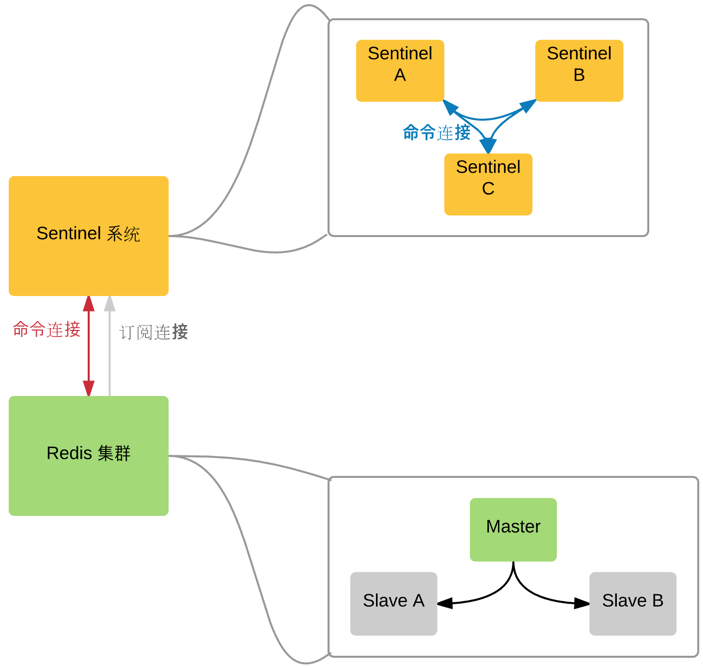 Sentinel
A
Sentinel
B
命令连接
Sentinel
C
Sentinel 系统
命令连接
订阅连接
Redis 集群
Master
Slave A
Slave B